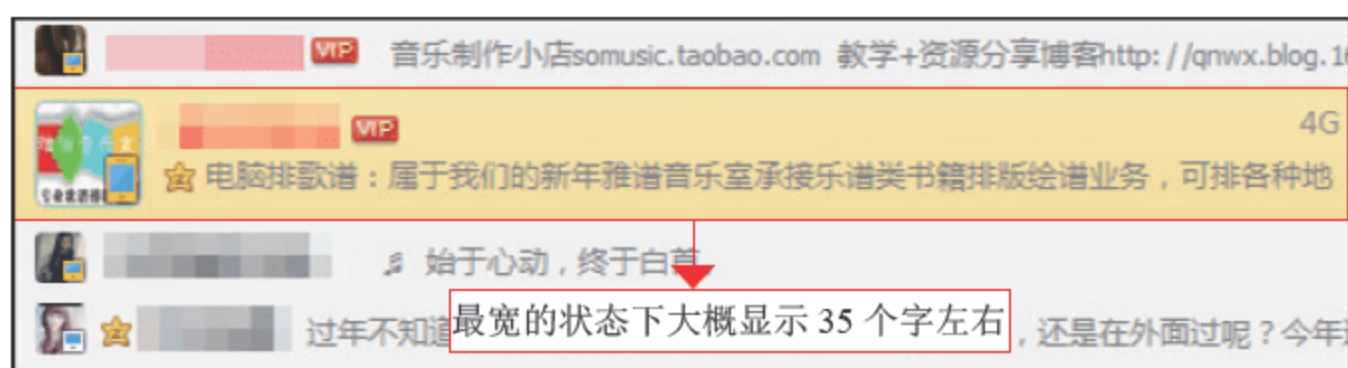 VIP 音乐制作小店somusic.taobao.com 教学+资源分享博客http://qnwx.blog.16
VIP
4G
电脑排歌谱：属于我们的新年雅谱音乐室承接乐谱类书籍排版绘谱业务，可排各种地
始于心动，终于白首
最宽的状态下大概显示 35 个字左右
过年不知道 ，还是在外面过呢？今年